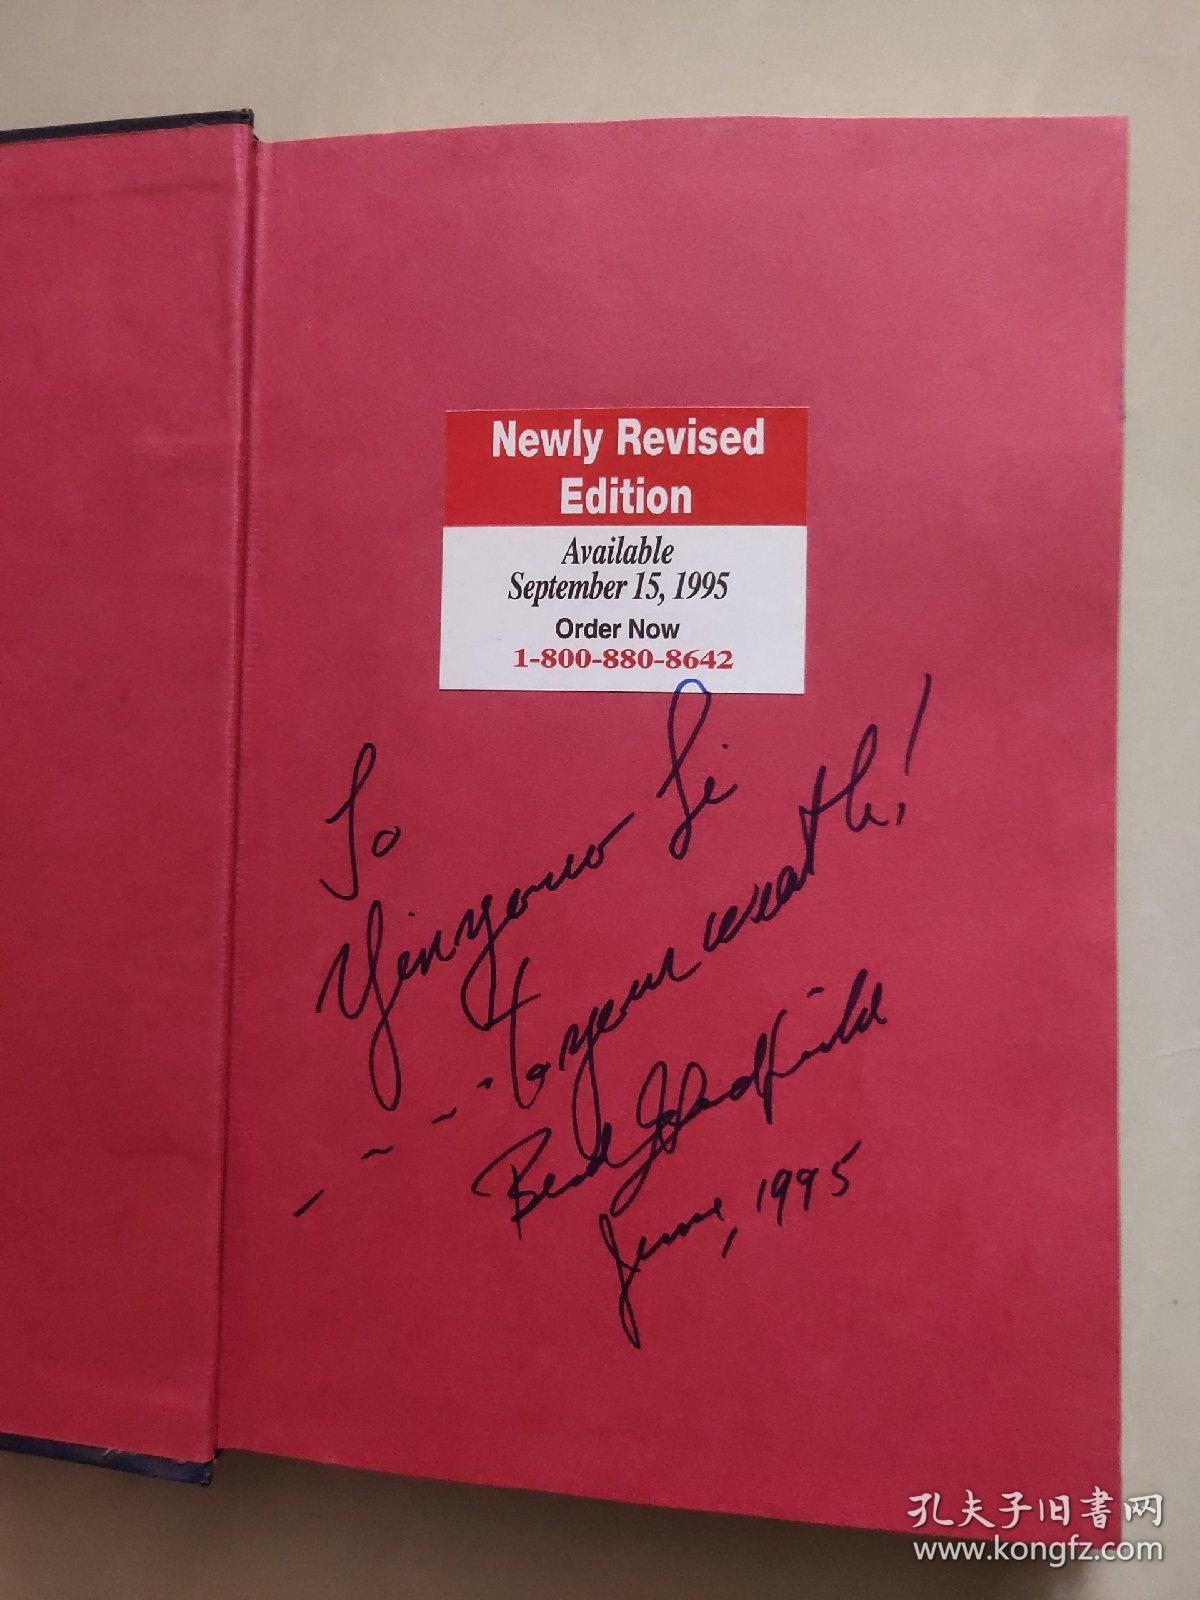 Newly Revised
Edition
Available
September 15, 1995
Order Now
1-800-880-8642
To
Li
to your wealth!
June, 1995
孔夫子旧书网
www.kongfz.com